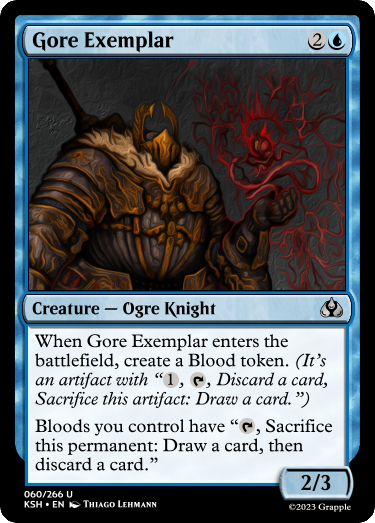 Gore Exemplar 2
Creature — Ogre Knight
When Gore Exemplar enters the
battlefield, create a Blood token. (It's
an artifact with “1, , Discard a card,
Sacrifice this artifact: Draw a card.”)
Bloods you control have “, Sacrifice
this permanent: Draw a card, then
discard a card.”
2/3
060/266 U
KSH • EN Thiago Lehmann
©2023 Grapple